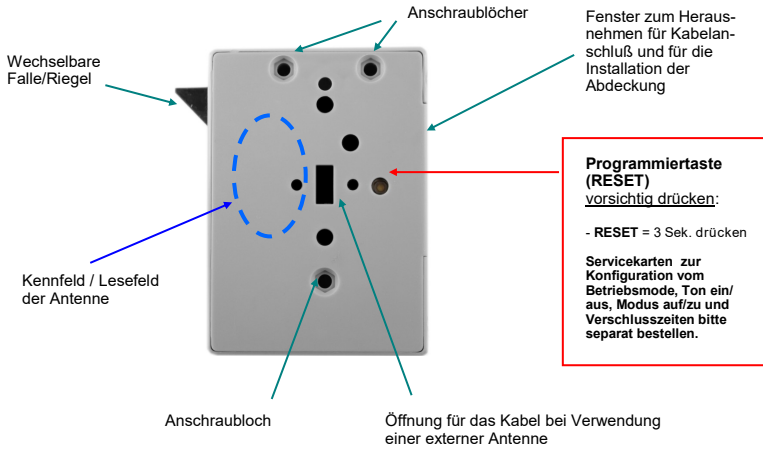 Anschraublöcher
Fenster zum Heraus-
nehmen für Kabelan-
schluß und für die
Installation der
Abdeckung
Wechselbare
Falle/Riegel
Programmiertaste
(RESET)
vorsichtig drücken:
- RESET = 3 Sek. drücken
Servicekarten zur
Konfiguration vom
Betriebsmode, Ton ein/
aus, Modus auf/zu und
Verschlusszeiten bitte
separat bestellen.
Kennfeld / Lesefeld
der Antenne
Anschraubloch
Öffnung für das Kabel bei Verwendung
einer externer Antenne